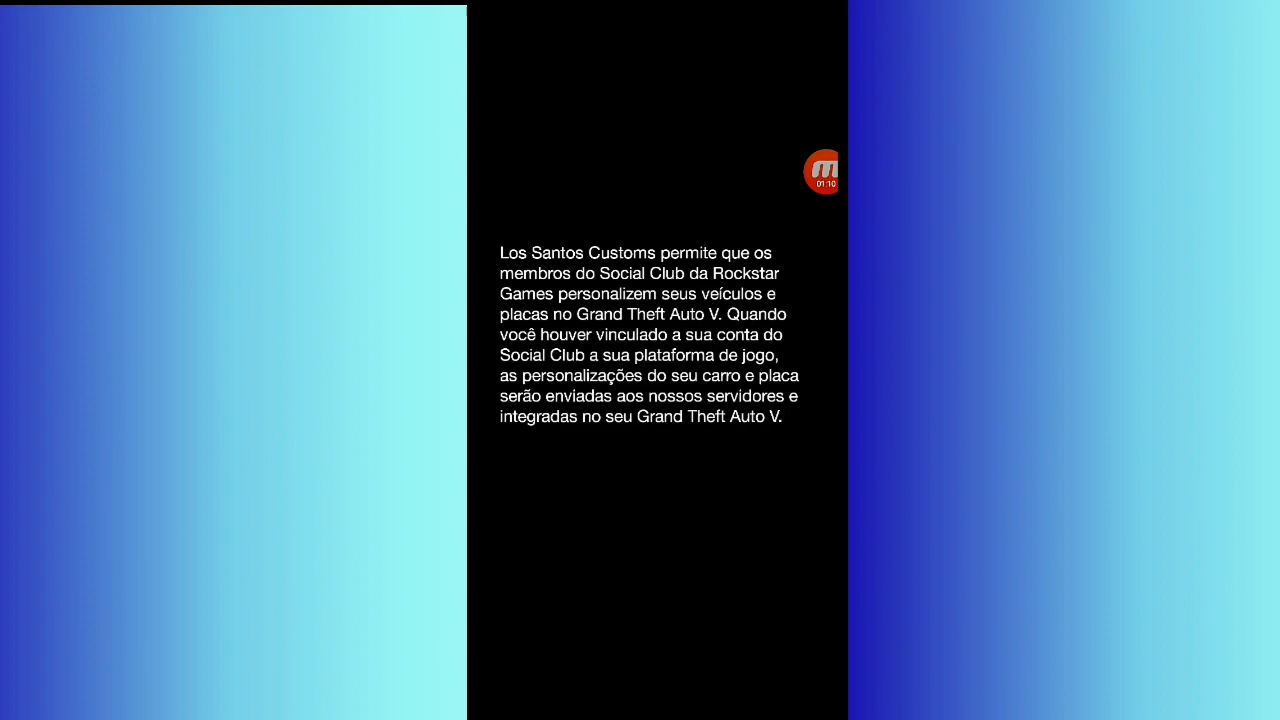 m
01:10
Los Santos Customs permite que os
membros do Social Club da Rockstar
Games personalizem seus veículos e
placas no Grand Theft Auto V. Quando
você houver vinculado a sua conta do
Social Club a sua plataforma de jogo,
as personalizações do seu carro e placa
serão enviadas aos nossos servidores e
integradas no seu Grand Theft Auto V.